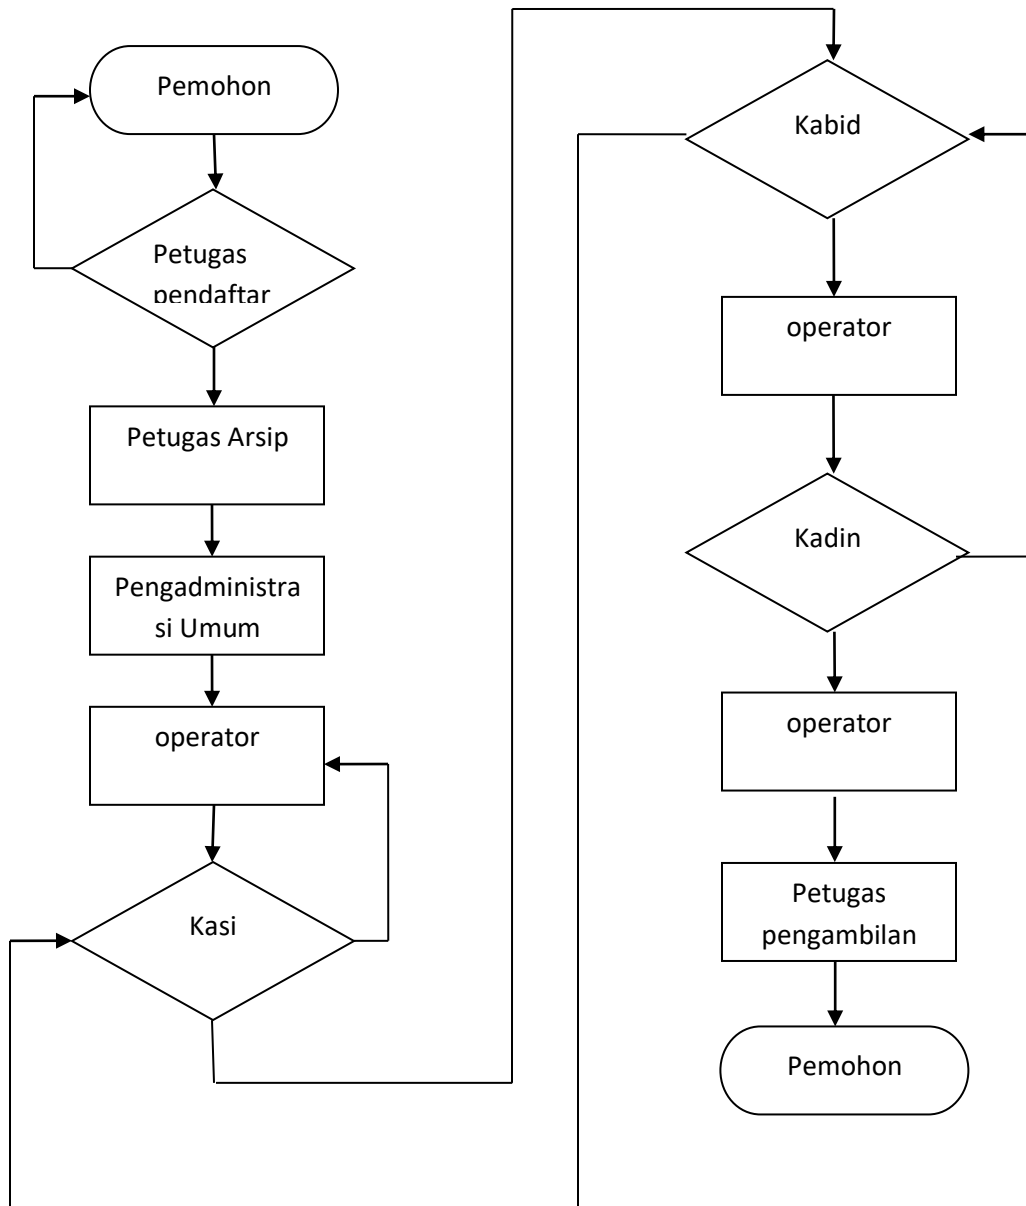 Pemohon
Petugas
pendaftar
Petugas Arsip
Pengadministra
si Umum
operator
Kasi
Kabid
operator
Kadin
operator
Petugas
pengambilan
Pemohon